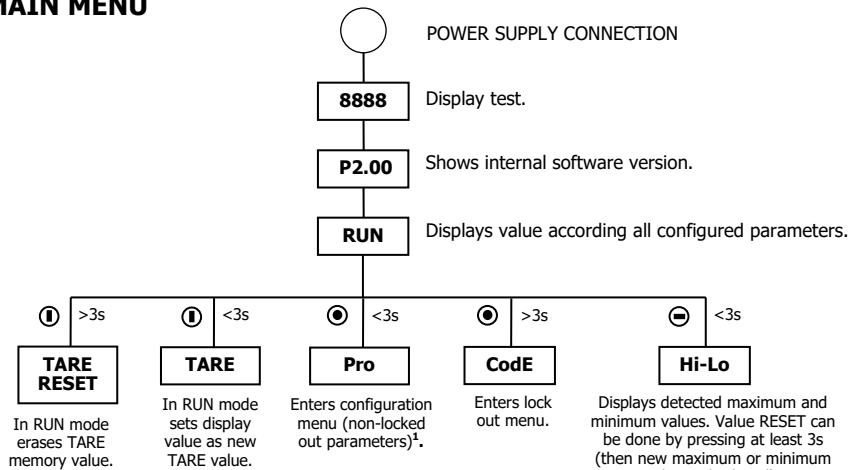 MAIN MENU
POWER SUPPLY CONNECTION
8888
Display test.
P2.00
Shows internal software version.
RUN
Displays value according all configured parameters.
>3s
<3s
<3s
>3s
<3s
TARE
RESET
TARE
Pro
CodE
Hi-Lo
In RUN mode
erases TARE
memory value.
In RUN mode
sets display
value as new
TARE value.
Enters configuration
menu (non-locked
out parameters)¹.
Enters lock
out menu.
Displays detected maximum and
minimum values. Value RESET can
be done by pressing at least 3s
(then new maximum or minimum